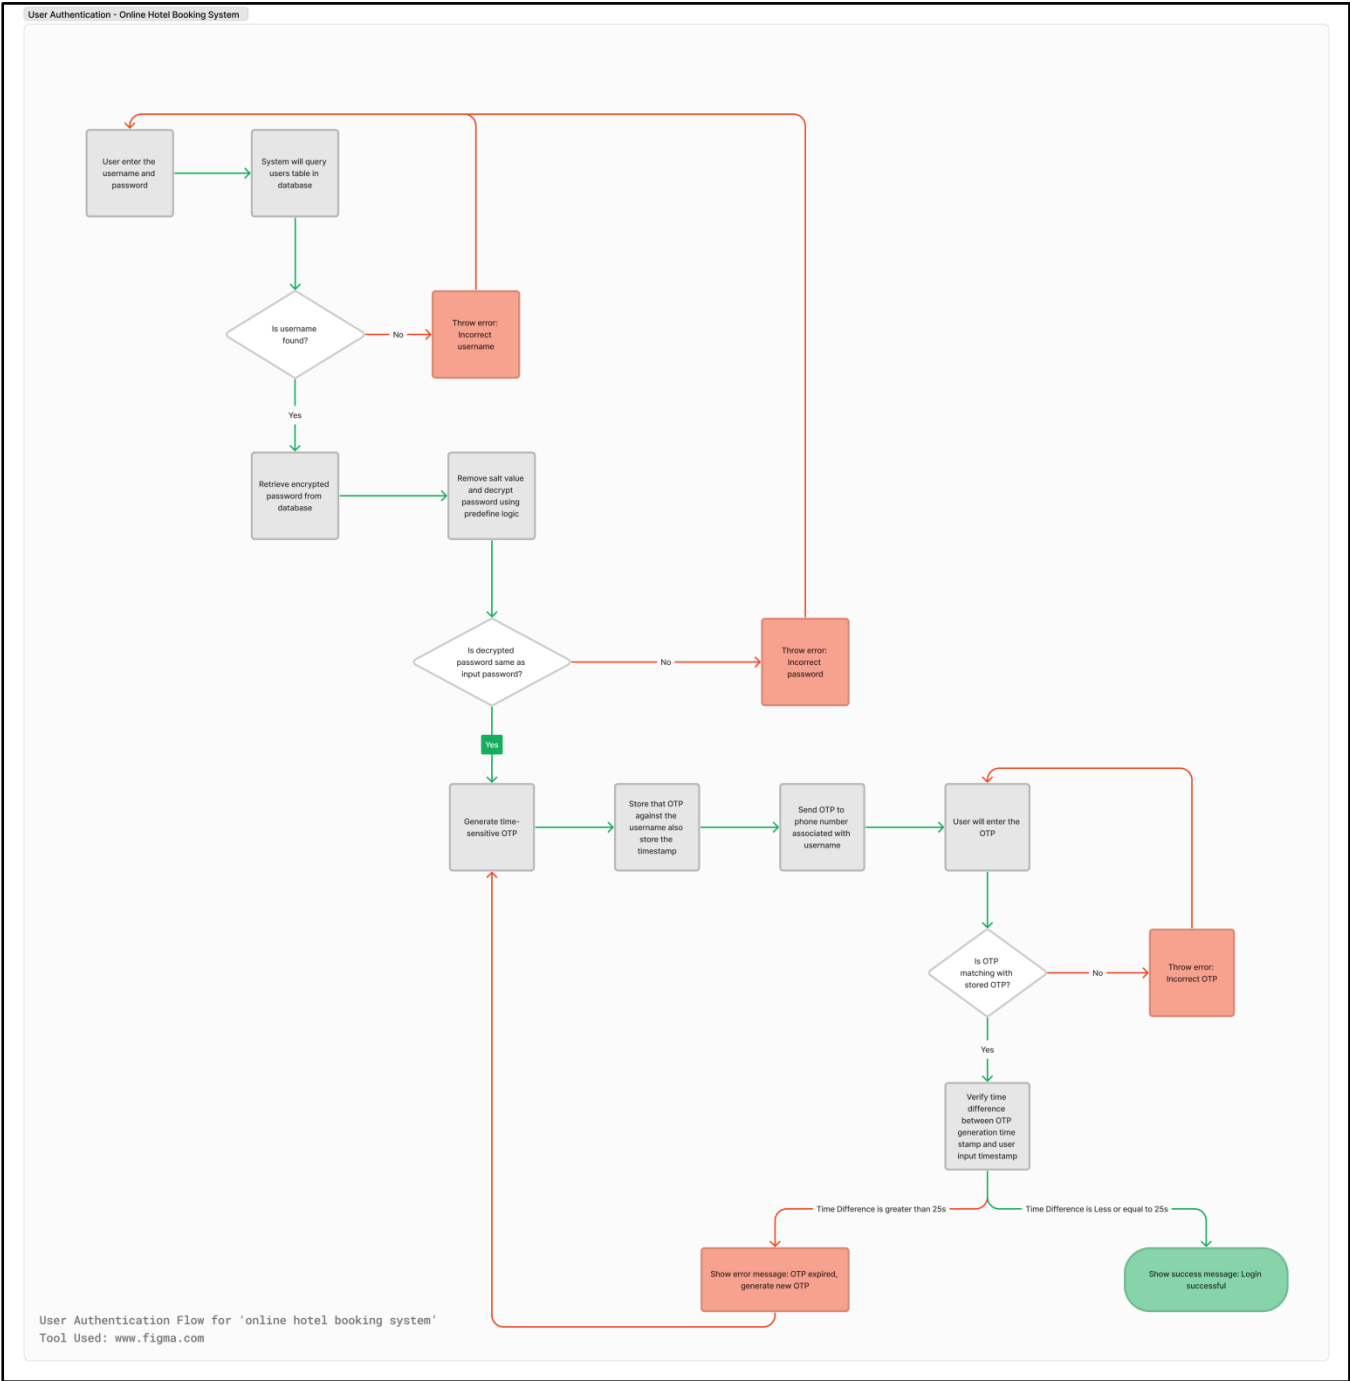 User Authentication - Online Hotel Booking System
User enter the
username and
password
System will query
users table in
database
Is username
found?
No
Throw error:
Incorrect
username
Yes
Retrieve encrypted
password from
database
Remove salt value
and decrypt
password using
predefine logic
Is decrypted
password same as
input password?
No
Throw error:
Incorrect
password
Yes
Generate time-
sensitive OTP
Store that OTP
against the
username also
store the
timestamp
Send OTP to
phone number
associated with
username
User will enter the
OTP
Is OTP
matching with
stored OTP?
No
Throw error:
Incorrect OTP
Yes
Verify time
difference
between OTP
generation time
stamp and user
input timestamp
Time Difference is greater than 25s
Time Difference is Less or equal to 25s
Show error message: OTP expired,
generate new OTP
Show success message: Login
successful
User Authentication Flow for 'online hotel booking system'
Tool Used: www.figma.com